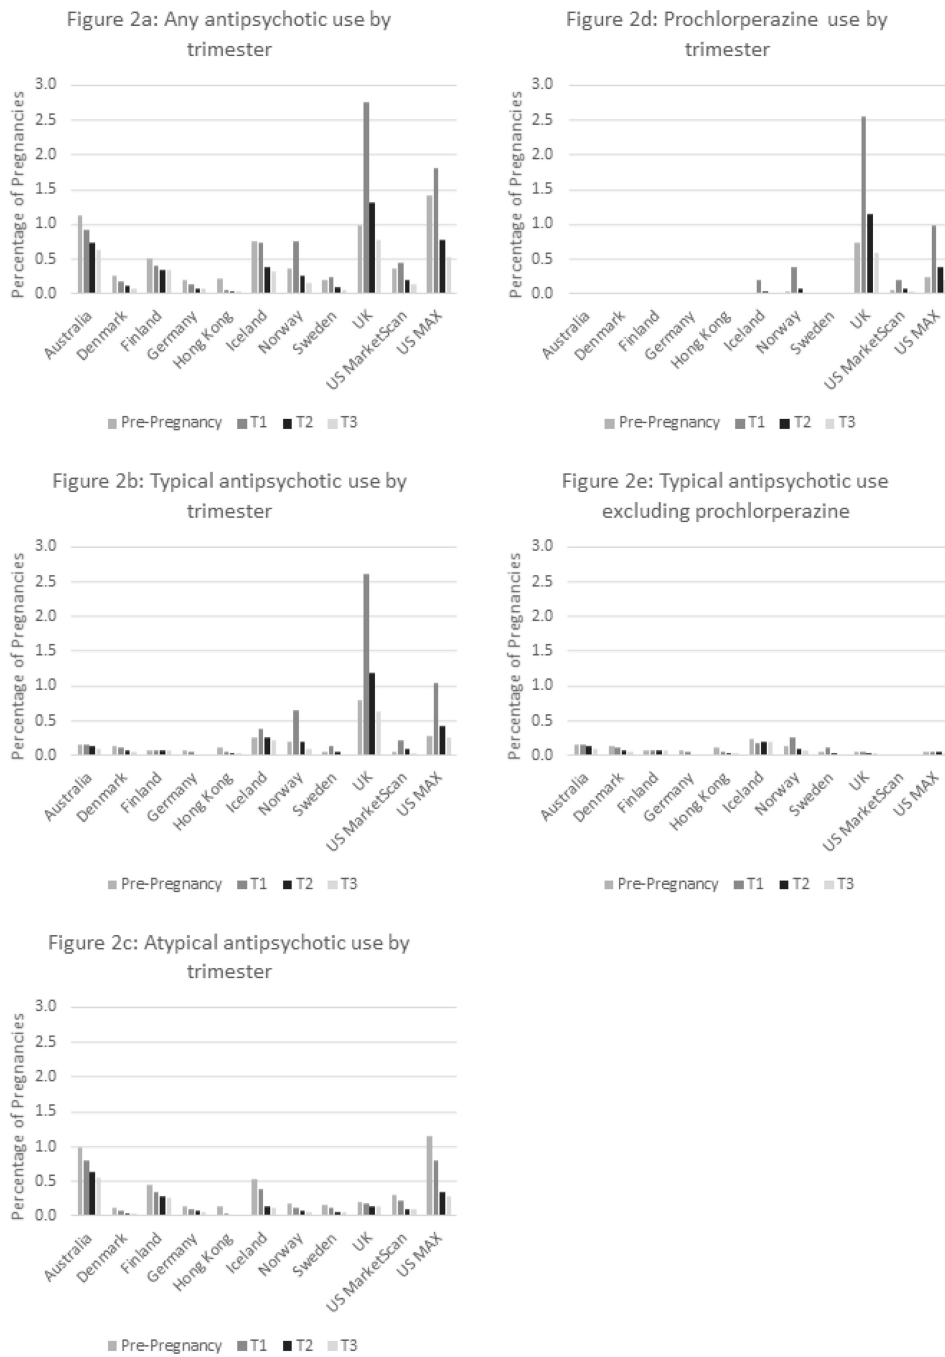 Figure 2a: Any antipsychotic use by
trimester
Percentage of Pregnancies
3.0
2.5
2.0
1.5
1.0
0.5
0.0
Australia
Denmark
Finland
Germany
Hong Kong
Iceland
Norway
Sweden
UK
US MarketScan
US MAX
Pre-Pregnancy T1 T2 T3
Figure 2d: Prochlorperazine use by
trimester
Percentage of Pregnancies
3.0
2.5
2.0
1.5
1.0
0.5
0.0
Australia
Denmark
Finland
Germany
Hong Kong
Iceland
Norway
Sweden
UK
US MarketScan
US MAX
Pre-Pregnancy T1 T2 T3
Figure 2b: Typical antipsychotic use by
trimester
Percentage of Pregnancies
3.0
2.5
2.0
1.5
1.0
0.5
0.0
Australia
Denmark
Finland
Germany
Hong Kong
Iceland
Norway
Sweden
UK
US MarketScan
US MAX
Pre-Pregnancy T1 T2 T3
Figure 2e: Typical antipsychotic use
excluding prochlorperazine
Percentage of Pregnancies
3.0
2.5
2.0
1.5
1.0
0.5
0.0
Australia
Denmark
Finland
Germany
Hong Kong
Iceland
Norway
Sweden
UK
US MarketScan
US MAX
Pre-Pregnancy T1 T2 T3
Figure 2c: Atypical antipsychotic use by
trimester
Percentage of Pregnancies
3.0
2.5
2.0
1.5
1.0
0.5
0.0
Australia
Denmark
Finland
Germany
Hong Kong
Iceland
Norway
Sweden
UK
US MarketScan
US MAX
Pre-Pregnancy T1 T2 T3